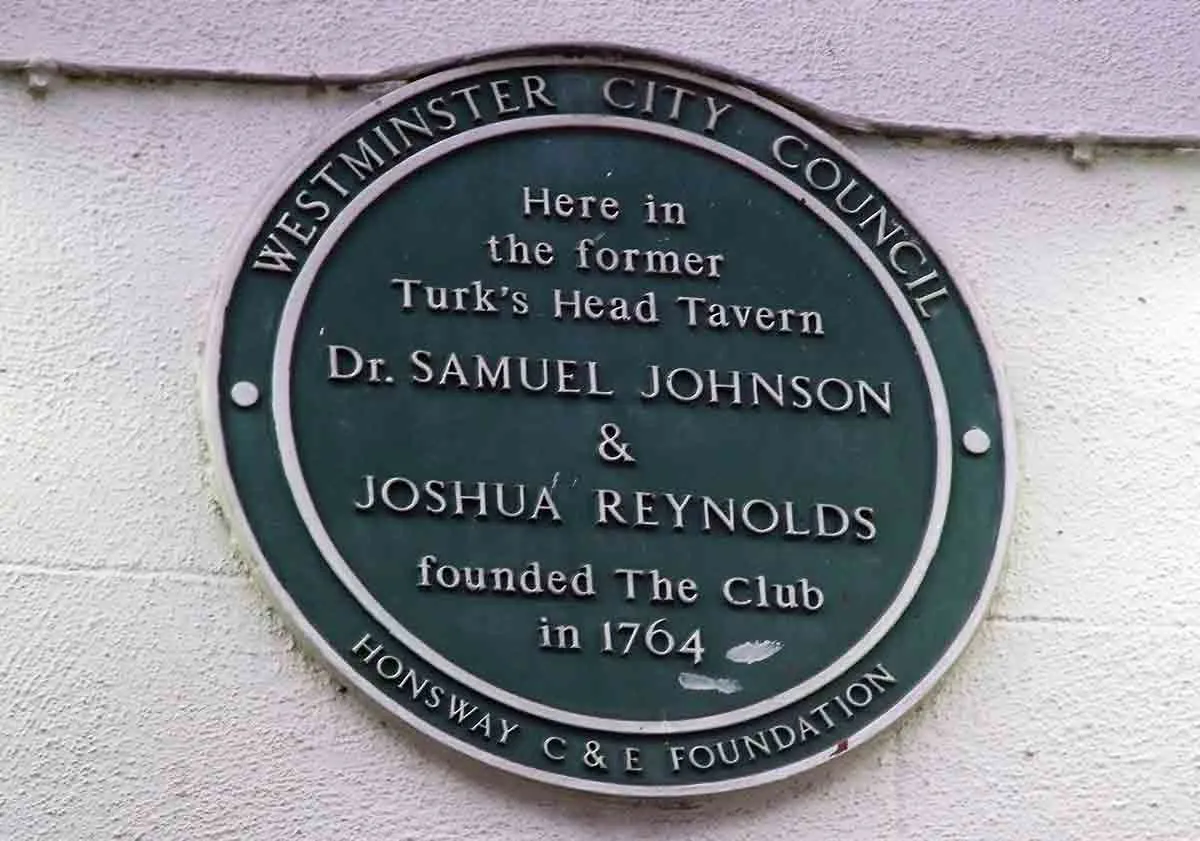 WESTMINSTER CITY COUNCIL
Here in
the former
Turk's Head Tavern
Dr. SAMUEL JOHNSON
&
JOSHUA REYNOLDS
founded The Club
in 1764
HONSWAY C & E FOUNDATION